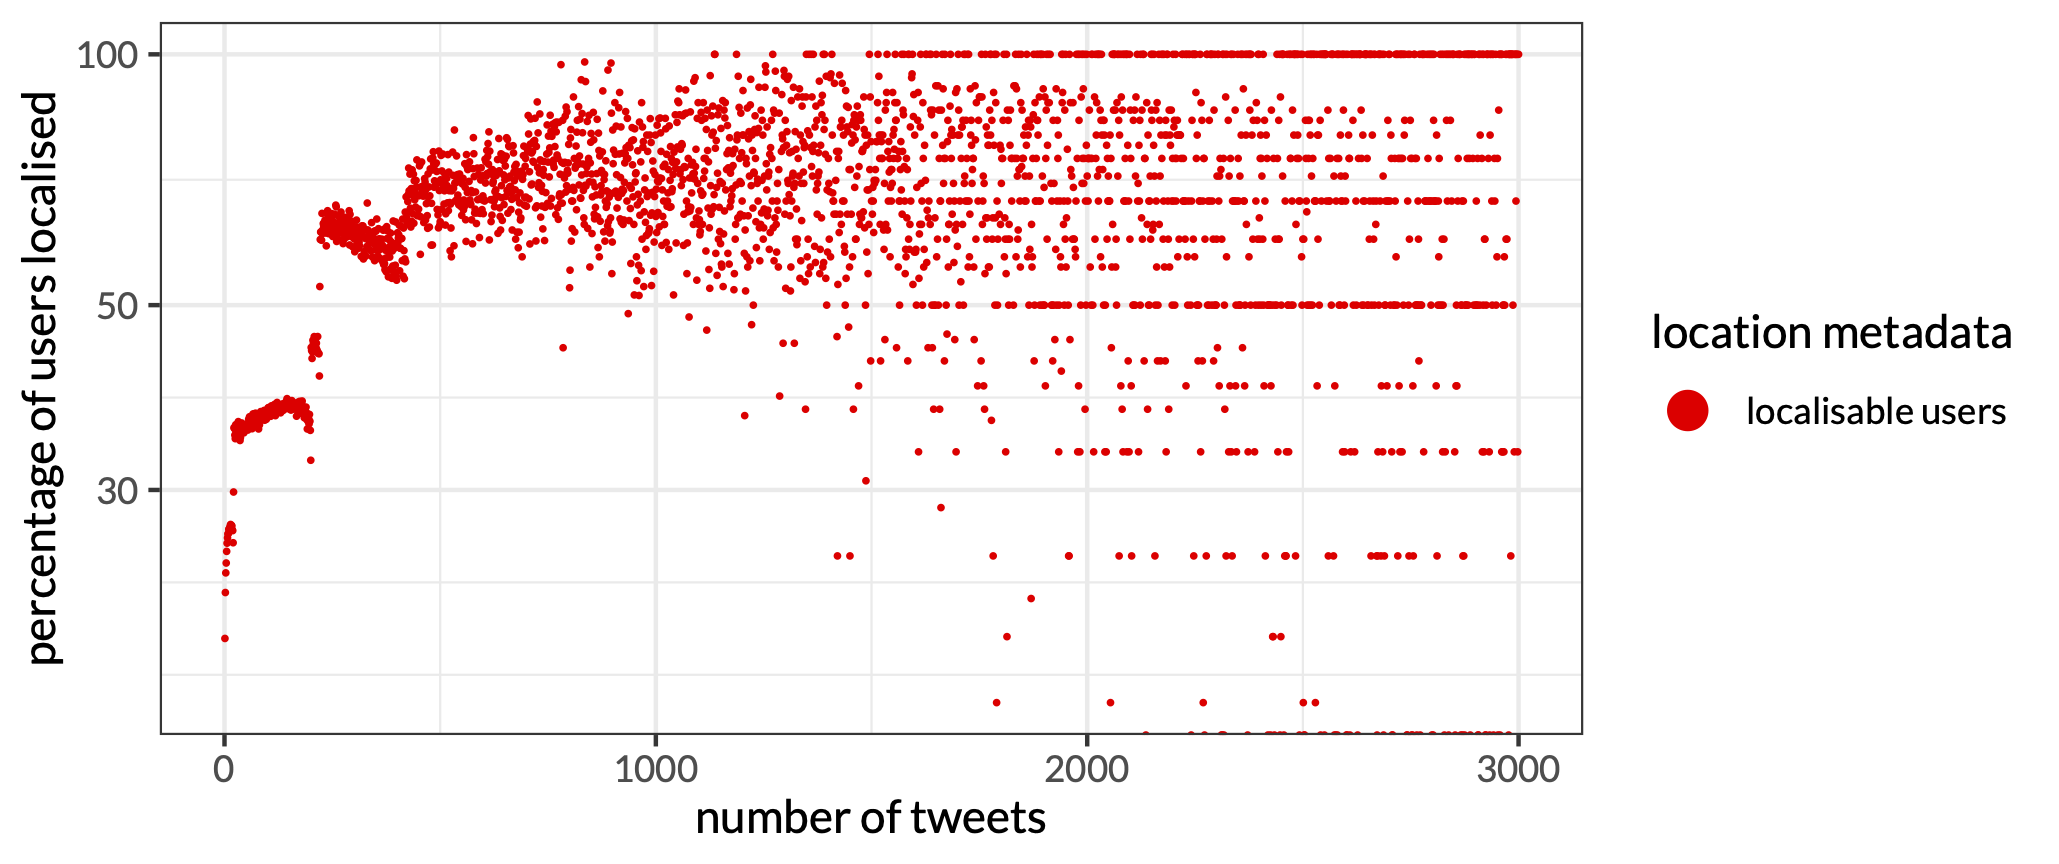 percentage of users localised
100
50
30
0 1000 2000 3000
number of tweets
location metadata
localisable users